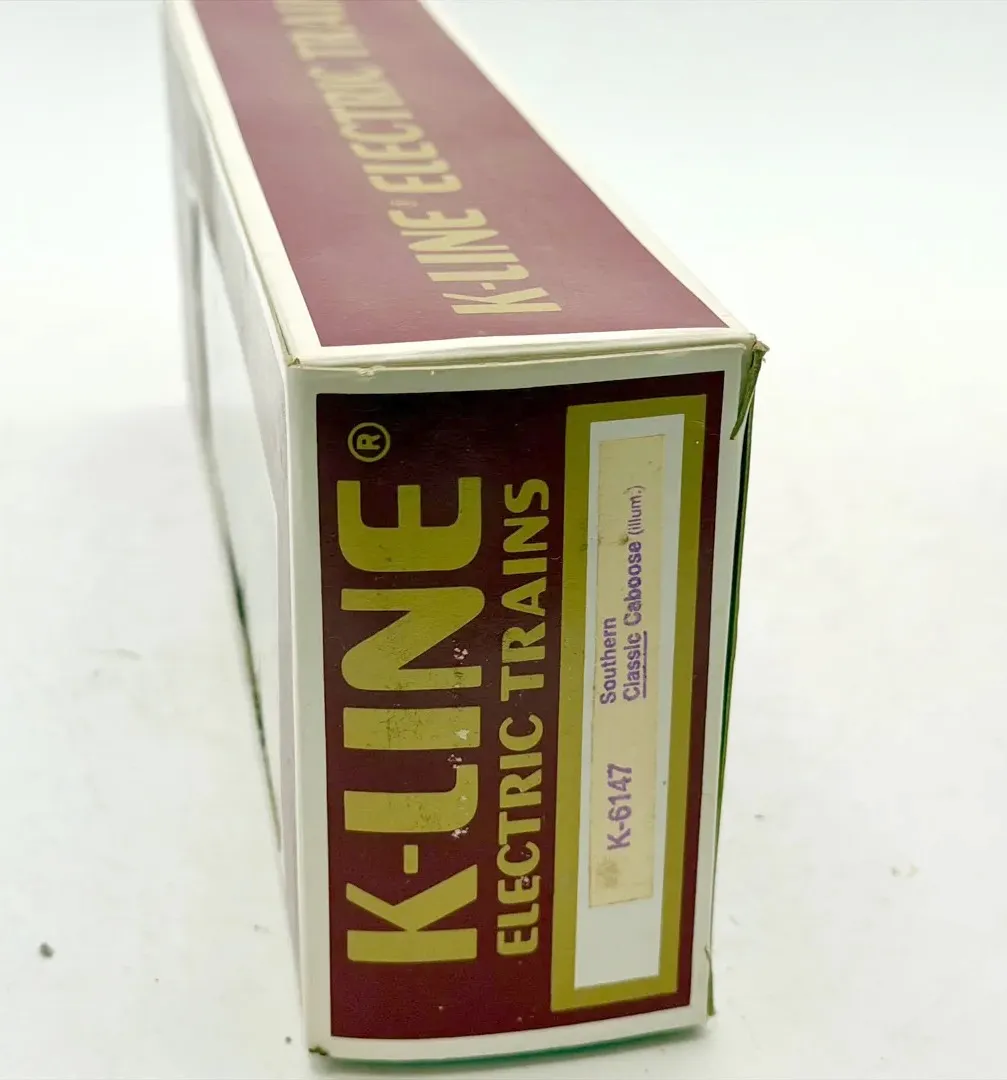 K-LINE® ELECTRIC TRAINS
K-LINE®
ELECTRIC TRAINS
K-6147
Southern
Classic Caboose (illum.)